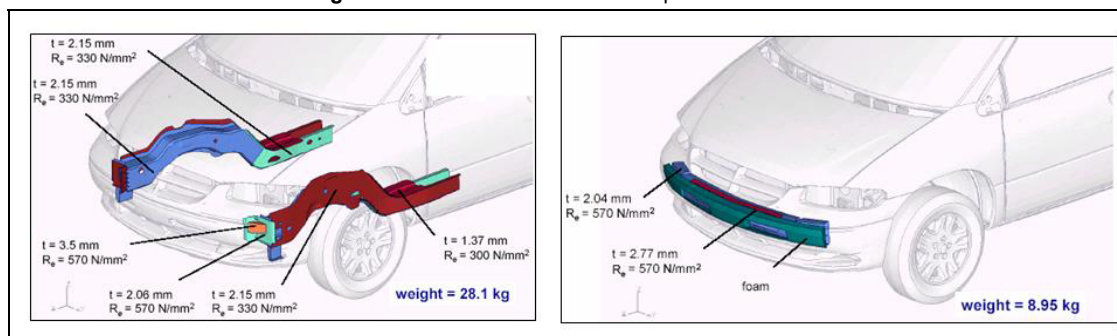 t = 2.15 mm
Rₑ = 330 N/mm²
t = 2.15 mm
Rₑ = 330 N/mm²
t = 3.5 mm
Rₑ = 570 N/mm²
t = 2.06 mm
Rₑ = 570 N/mm²
t = 2.15 mm
Rₑ = 330 N/mm²
t = 1.37 mm
Rₑ = 300 N/mm²
weight = 28.1 kg
t = 2.04 mm
Rₑ = 570 N/mm²
t = 2.77 mm
Rₑ = 570 N/mm²
foam
weight = 8.95 kg